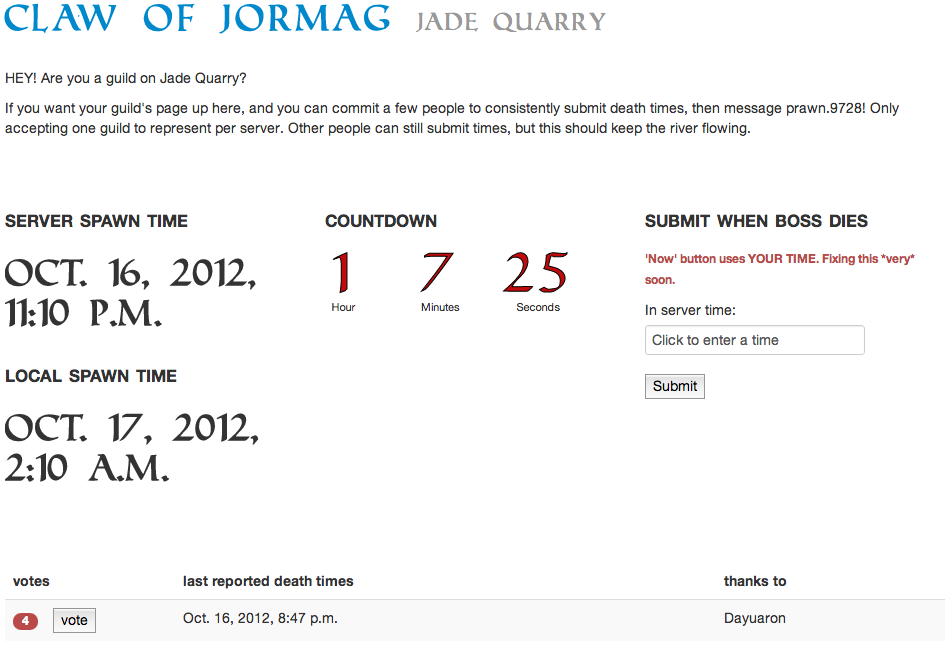 CLAW OF JORMAG JADE QUARRY
HEY! Are you a guild on Jade Quarry?
If you want your guild's page up here, and you can commit a few people to consistently submit death times, then message prawn.9728! Only
accepting one guild to represent per server. Other people can still submit times, but this should keep the river flowing.
SERVER SPAWN TIME
OCT. 16, 2012,
11:10 P.M.
LOCAL SPAWN TIME
OCT. 17, 2012,
2:10 A.M.
COUNTDOWN
1 7 25
Hour Minutes Seconds
SUBMIT WHEN BOSS DIES
'Now' button uses YOUR TIME. Fixing this *very*
soon.
In server time:
Click to enter a time
Submit
votes last reported death times thanks to
4 vote Oct. 16, 2012, 8:47 p.m. Dayuaron